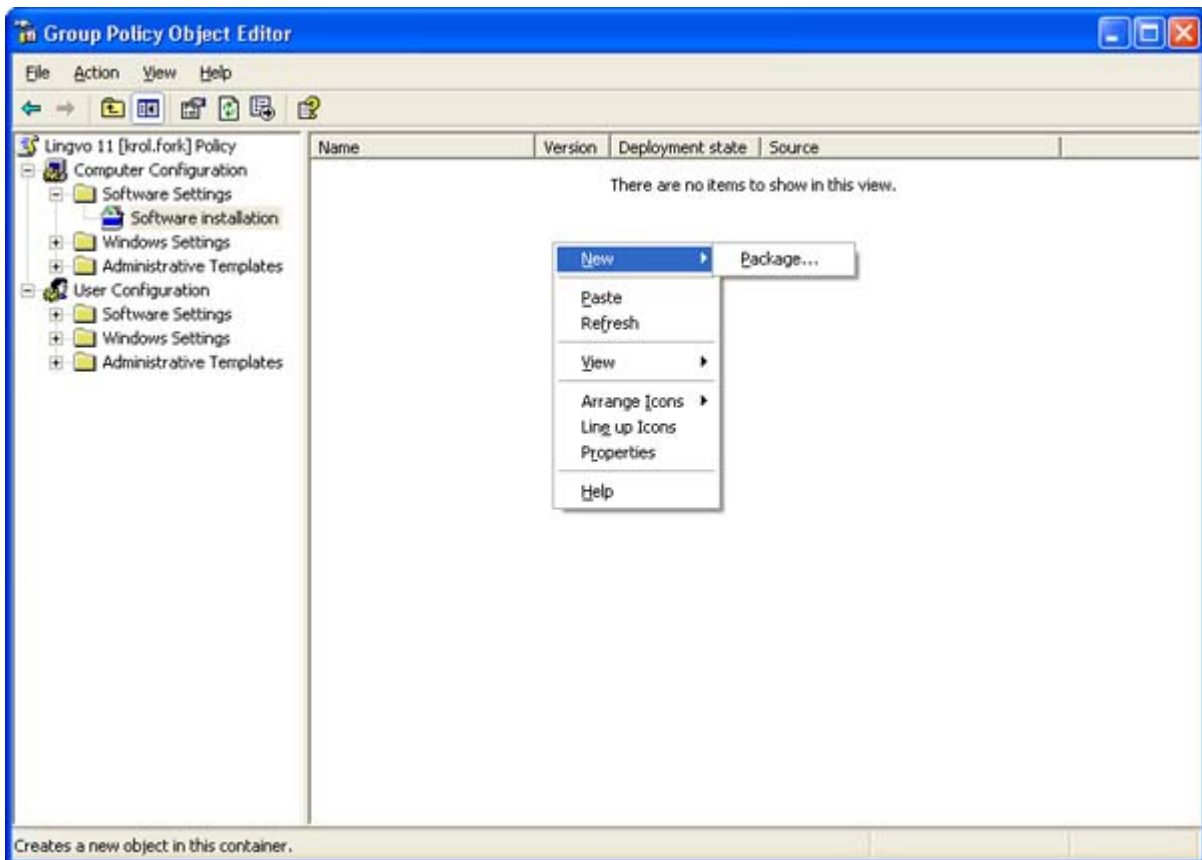 Group Policy Object Editor
File Action View Help
Lingvo 11 [krol.fork] Policy
Computer Configuration
Software Settings
Software installation
Windows Settings
Administrative Templates
User Configuration
Software Settings
Windows Settings
Administrative Templates
Name Version Deployment state Source
There are no items to show in this view.
New Package...
Paste
Refresh
View
Arrange Icons
Line up Icons
Properties
Help
Creates a new object in this container.